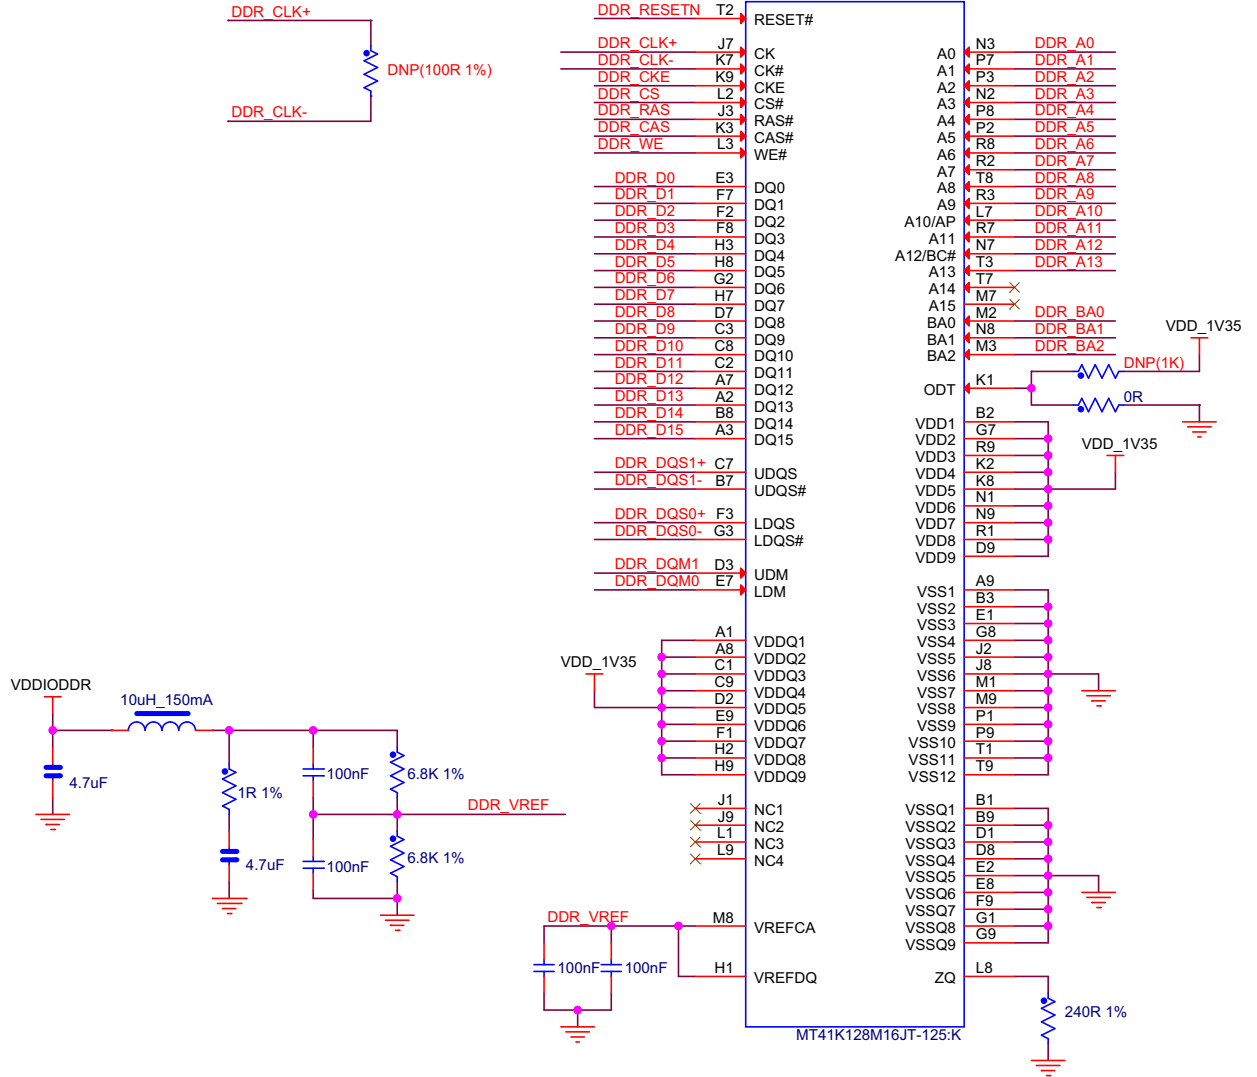 DDR_CLK+
DNP(100R 1%)
DDR_CLK-
DDR_RESETN T2 RESET#
DDR_CLK+ J7 CK
DDR_CLK- K7 CK#
DDR_CKE K9 CKE
DDR_CS L2 CS#
DDR_RAS J3 RAS#
DDR_CAS K3 CAS#
DDR_WE L3 WE#
DDR_D0 E3 DQ0
DDR_D1 F7 DQ1
DDR_D2 F2 DQ2
DDR_D3 F8 DQ3
DDR_D4 H3 DQ4
DDR_D5 H8 DQ5
DDR_D6 G2 DQ6
DDR_D7 H7 DQ7
DDR_D8 D7 DQ8
DDR_D9 C3 DQ9
DDR_D10 C8 DQ10
DDR_D11 C2 DQ11
DDR_D12 A7 DQ12
DDR_D13 A2 DQ13
DDR_D14 B8 DQ14
DDR_D15 A3 DQ15
DDR_DQS1+ C7 UDQS
DDR_DQS1- B7 UDQS#
DDR_DQS0+ F3 LDQS
DDR_DQS0- G3 LDQS#
DDR_DQM1 D3 UDM
DDR_DQM0 E7 LDM
VDD_1V35
A1 VDDQ1
A8 VDDQ2
C1 VDDQ3
C9 VDDQ4
D2 VDDQ5
E9 VDDQ6
F1 VDDQ7
H2 VDDQ8
H9 VDDQ9
J1 NC1
J9 NC2
L1 NC3
L9 NC4
DDR_VREF
M8 VREFCA
H1 VREFDQ
100nF 100nF
A0 N3 DDR_A0
A1 P7 DDR_A1
A2 P3 DDR_A2
A3 N2 DDR_A3
A4 P8 DDR_A4
A5 P2 DDR_A5
A6 R8 DDR_A6
A7 R2 DDR_A7
A8 T8 DDR_A8
A9 R3 DDR_A9
A10/AP L7 DDR_A10
A11 R7 DDR_A11
A12/BC# N7 DDR_A12
A13 T3 DDR_A13
A14 T7
A15 M7
BA0 M2 DDR_BA0
BA1 N8 DDR_BA1
BA2 M3 DDR_BA2
VDD_1V35
DNP(1K)
ODT K1
0R
VDD_1V35
VDD1 B2
VDD2 G7
VDD3 R9
VDD4 K2
VDD5 K8
VDD6 N1
VDD7 N9
VDD8 R1
VDD9 D9
VSS1 A9
VSS2 B3
VSS3 E1
VSS4 G8
VSS5 J2
VSS6 J8
VSS7 M1
VSS8 M9
VSS9 P1
VSS10 P9
VSS11 T1
VSS12 T9
VSSQ1 B1
VSSQ2 B9
VSSQ3 D1
VSSQ4 D8
VSSQ5 E2
VSSQ6 E8
VSSQ7 F9
VSSQ8 G1
VSSQ9 G9
ZQ L8
240R 1%
MT41K128M16JT-125:K
VDDIODDR
10uH_150mA
4.7uF
1R 1%
4.7uF
100nF
6.8K 1%
DDR_VREF
100nF
6.8K 1%